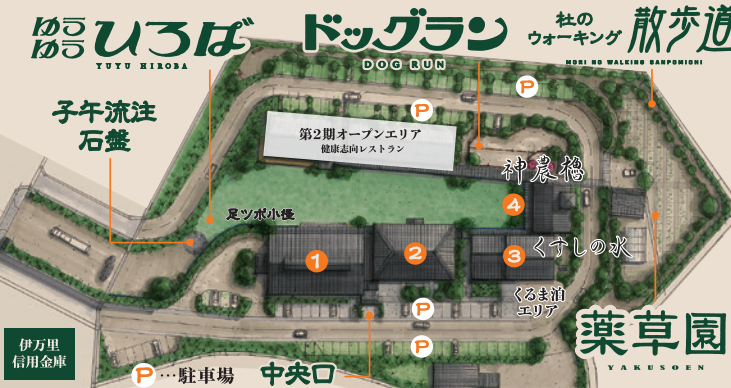 ゆうゆうひろば
YUYU HIROBA
ドッグラン
DOG RUN
杜の
ウォーキング
散歩道
MORI NO WALKING SANPOMICHI
子午流注
石盤
P
P
第2期オープンエリア
健康志向レストラン
神農櫓
4
足ツボ小径
1
2
3
くすしの水
くるま泊
エリア
P
P
薬草園
YAKUSOEN
伊万里
信用金庫
P…駐車場
中央口